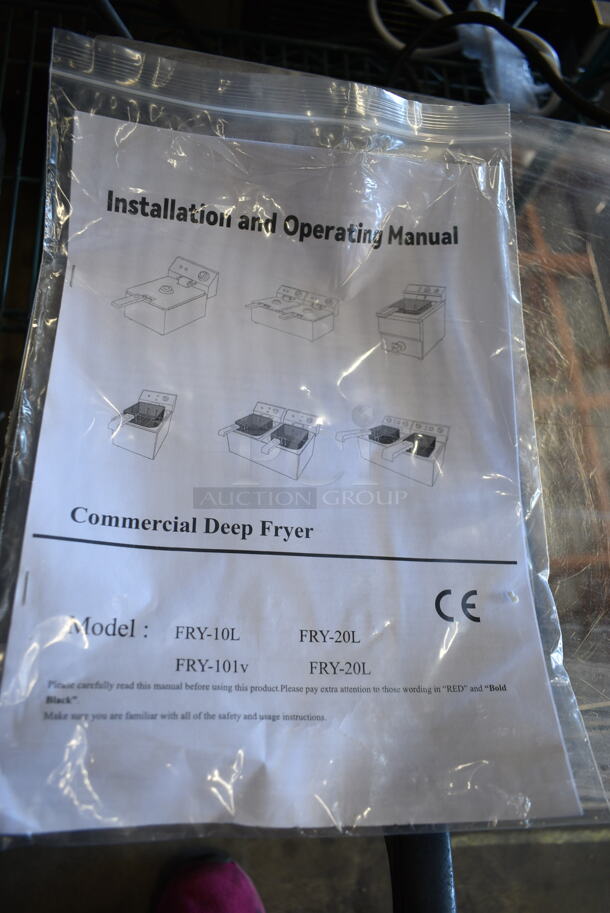 Installation and Operating Manual
AUCTION GROUP
Commercial Deep Fryer
CE
Model : FRY-10L FRY-20L
FRY-101v FRY-20L
Please carefully read this manual before using this product.Please pay extra attention to those wording in "RED" and "Bold
Black".
Make sure you are familiar with all of the safety and usage instructions.